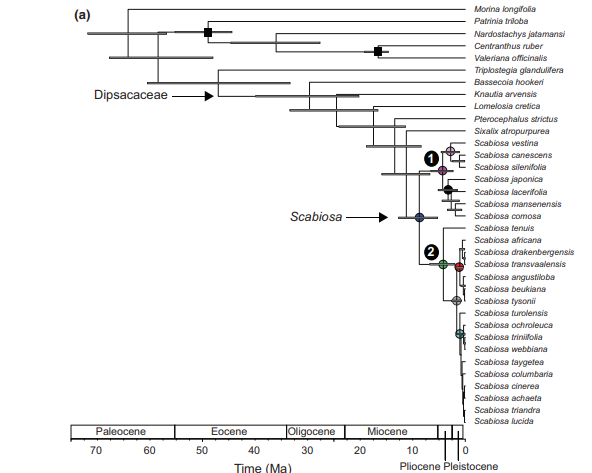 (a)
Morina longifolia
Patrinia triloba
Nardostachys jatamansi
Centranthus ruber
Valeriana officinalis
Triplostegia glandulifera
Bassecoia hookeri
Dipsacaceae
Knautia arvensis
Lomelosia cretica
Pterocephalus strictus
Sixalix atropurpurea
Scabiosa vestina
1
Scabiosa canescens
Scabiosa silenifolia
Scabiosa japonica
Scabiosa lacerifolia
Scabiosa mansenensis
Scabiosa comosa
Scabiosa
Scabiosa tenuis
Scabiosa africana
2
Scabiosa drakenbergensis
Scabiosa transvaalensis
Scabiosa angustiloba
Scabiosa beukiana
Scabiosa tysonii
Scabiosa turolensis
Scabiosa ochroleuca
Scabiosa triniifolia
Scabiosa webbiana
Scabiosa taygetea
Scabiosa columbaria
Scabiosa cinerea
Scabiosa achaeta
Scabiosa triandra
Scabiosa lucida
Paleocene Eocene Oligocene Miocene
70 60 50 40 30 20 10 0
Time (Ma)
Pliocene Pleistocene